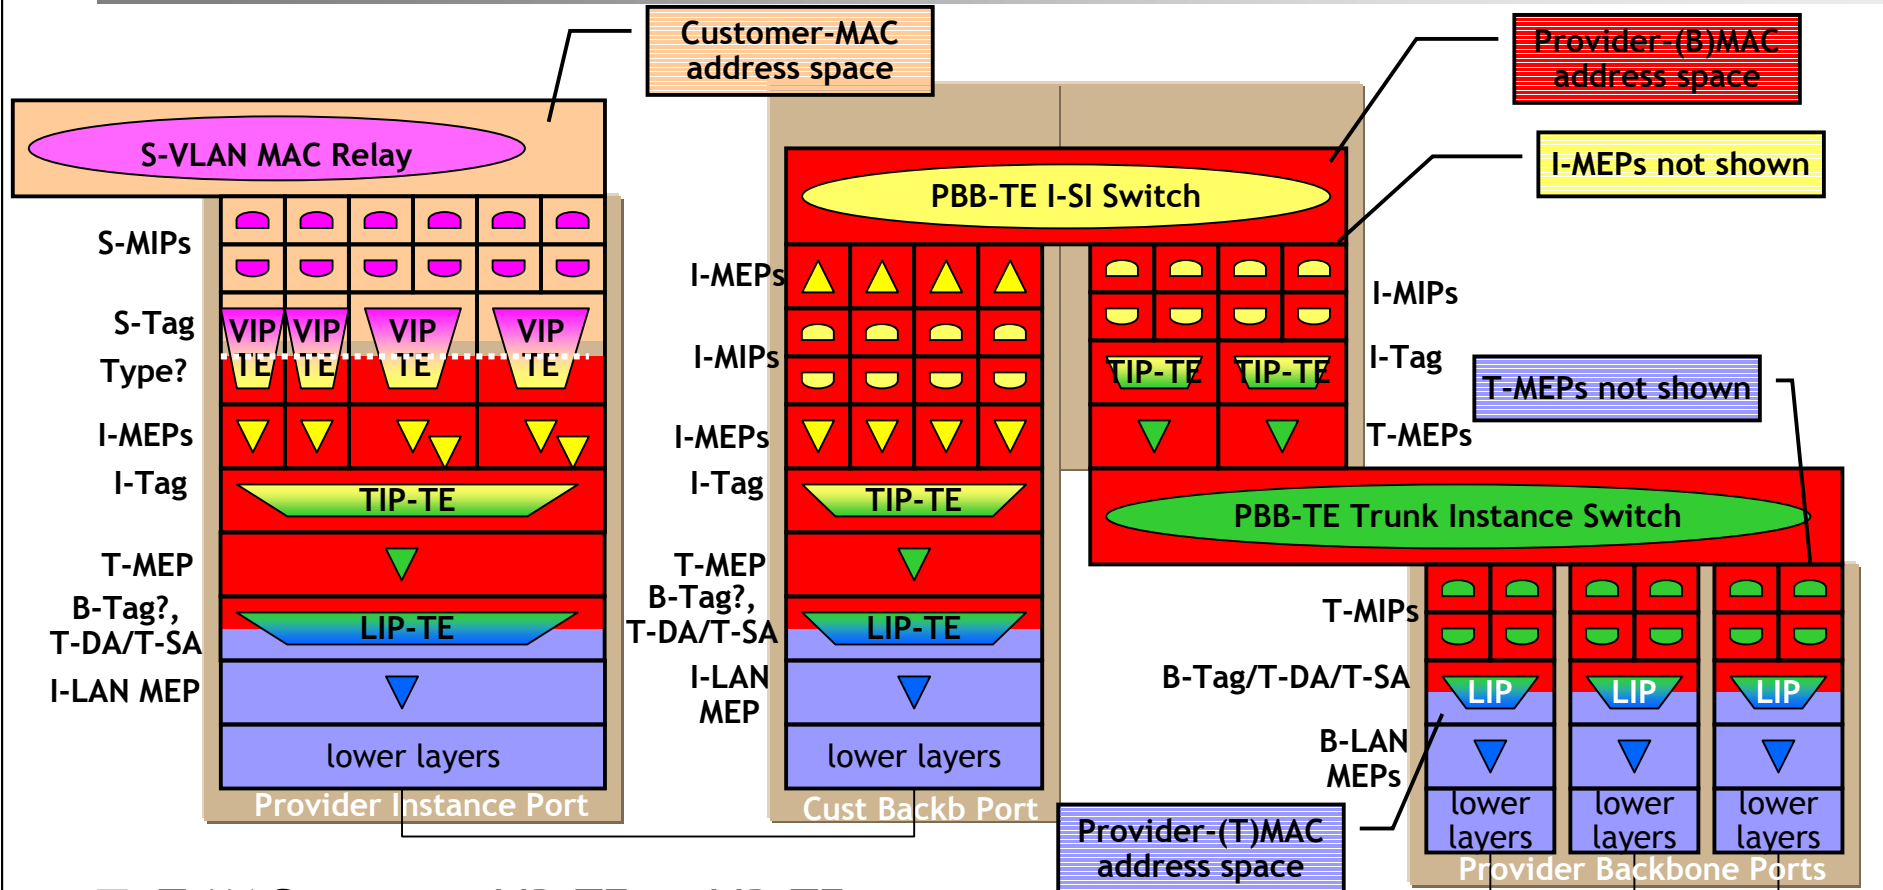 Customer-MAC
address space
Provider-(B)MAC
address space
I-MEPs not shown
S-VLAN MAC Relay
PBB-TE I-SI Switch
S-MIPs
S-Tag
Type?
VIP
TE
VIP
TE
VIP
TE
VIP
TE
I-MEPs
I-Tag
TIP-TE
T-MEP
B-Tag?,
T-DA/T-SA
LIP-TE
I-LAN MEP
lower layers
Provider Instance Port
I-MEPs
I-MIPs
I-MEPs
I-Tag
TIP-TE
T-MEP
B-Tag?,
T-DA/T-SA
LIP-TE
I-LAN
MEP
lower layers
Cust Backb Port
I-MIPs
I-Tag
TIP-TE
TIP-TE
T-MEPs
T-MEPs not shown
PBB-TE Trunk Instance Switch
T-MIPs
B-Tag/T-DA/T-SA
LIP
LIP
LIP
B-LAN
MEPs
lower
layers
lower
layers
lower
layers
Provider Backbone Ports
Provider-(T)MAC
address space